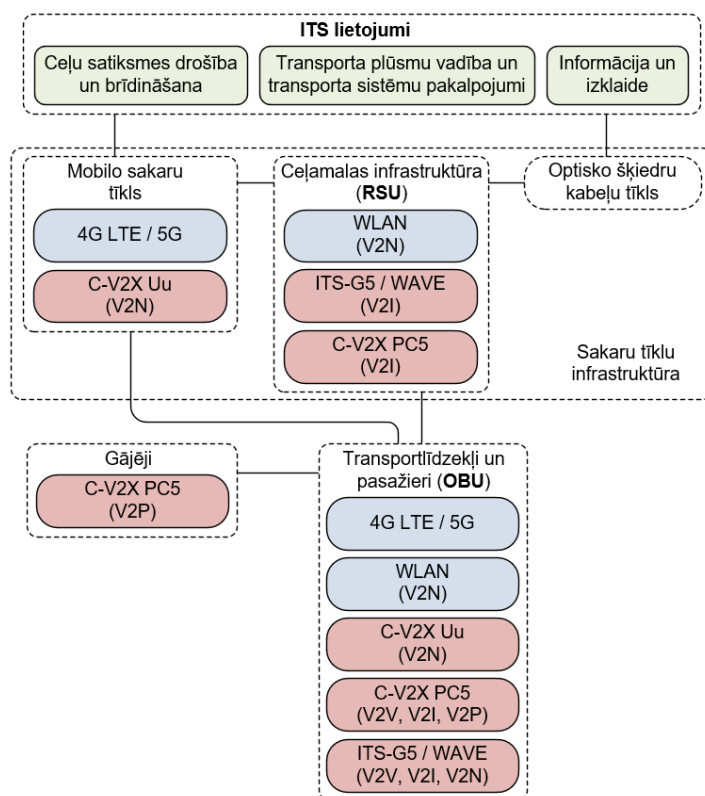 ITS lietojumi
Ceļu satiksmes drošība
un brīdināšana
Transporta plūsmu vadība un
transporta sistēmu pakalpojumi
Informācija un
izklaide
Mobilo sakaru
tīkls
4G LTE / 5G
C-V2X Uu
(V2N)
Ceļamalas infrastruktūra
(RSU)
WLAN
(V2N)
ITS-G5 / WAVE
(V2I)
C-V2X PC5
(V2I)
Optisko šķiedru
kabeļu tīkls
Sakaru tīklu
infrastruktūra
Gājēji
C-V2X PC5
(V2P)
Transportlīdzekļi un
pasažieri (OBU)
4G LTE / 5G
WLAN
(V2N)
C-V2X Uu
(V2N)
C-V2X PC5
(V2V, V2I, V2P)
ITS-G5 / WAVE
(V2V, V2I, V2N)